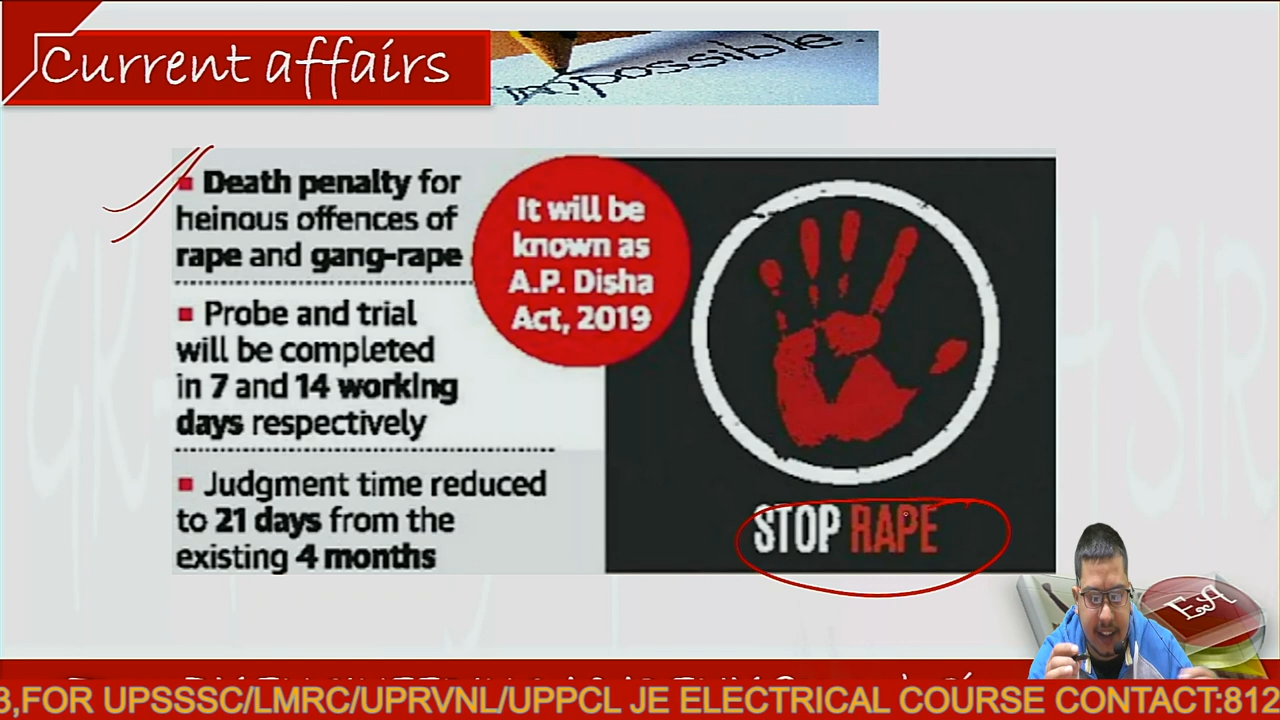 Current affairs
impossible.
Death penalty for
heinous offences of
rape and gang-rape
It will be
known as
A.P. Disha
Act, 2019
Probe and trial
will be completed
in 7 and 14 working
days respectively
Judgment time reduced
to 21 days from the
existing 4 months
STOP RAPE
EA
3,FOR UPSSSC/LMRC/UPRVNL/UPPCL JE ELECTRICAL COURSE CONTACT:812